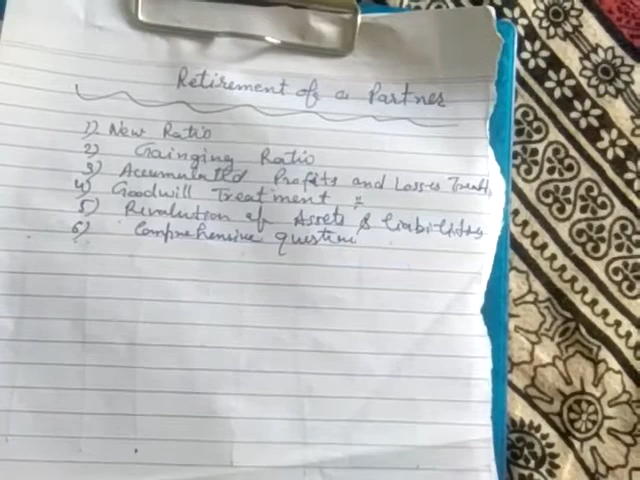 Retirement of a Partner
1) New Ratio
2) Gainging Ratio
3) Accumulated Profits and Losses
4) Goodwill Treatment
5) Revalution of Assets & liabilities
6) Comprehensive question